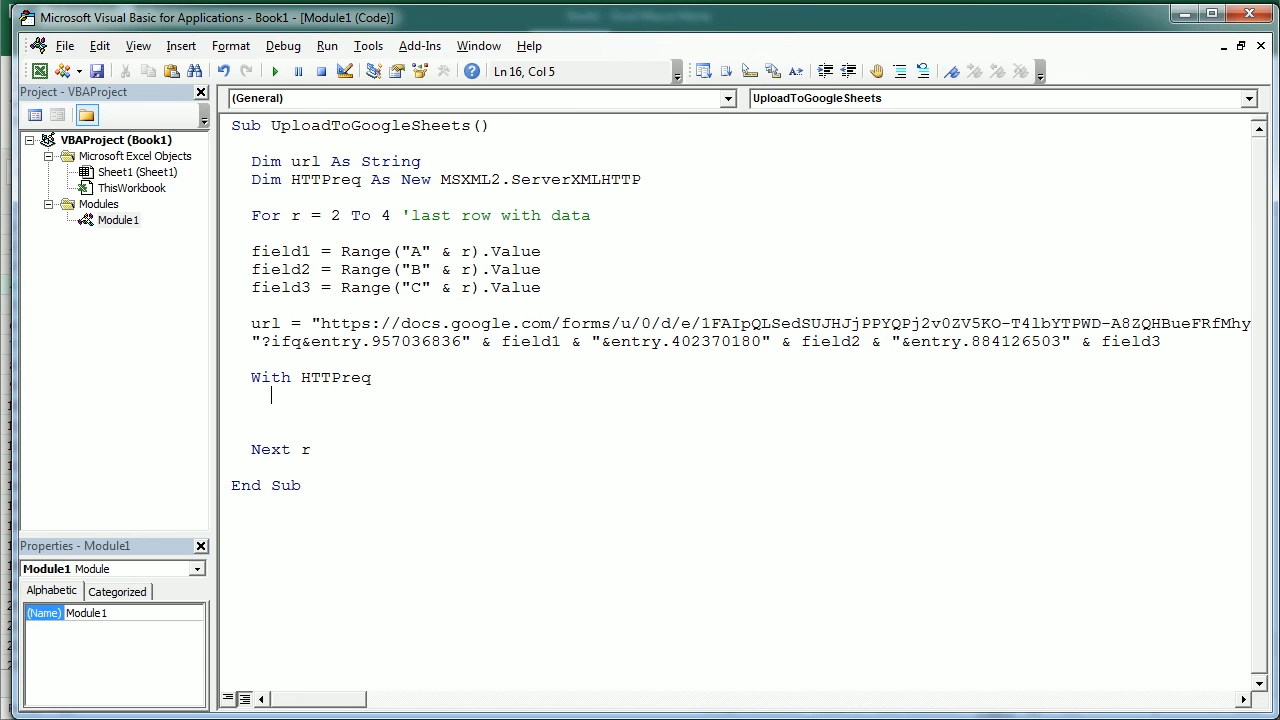 Microsoft Visual Basic for Applications - Book1 - [Module1 (Code)]
File Edit View Insert Format Debug Run Tools Add-Ins Window Help
Ln 16, Col 5
Project - VBAProject
(General) UploadToGoogleSheets
VBAProject (Book1)
Microsoft Excel Objects
Sheet1 (Sheet1)
ThisWorkbook
Modules
Module1
Sub UploadToGoogleSheets()
Dim url As String
Dim HTTPreq As New MSXML2.ServerXMLHTTP
For r = 2 To 4 'last row with data
field1 = Range("A" & r).Value
field2 = Range("B" & r).Value
field3 = Range("C" & r).Value
url = "https://docs.google.com/forms/u/0/d/e/1FAIpQLSedSUJHJjPPYQPj2v0ZV5KO-T4lbYTPWD-A8ZQHBueFRfMhy
"?ifq&entry.957036836" & field1 & "&entry.402370180" & field2 & "&entry.884126503" & field3
With HTTPreq
Next r
End Sub
Properties - Module1
Module1 Module
Alphabetic Categorized
(Name) Module1